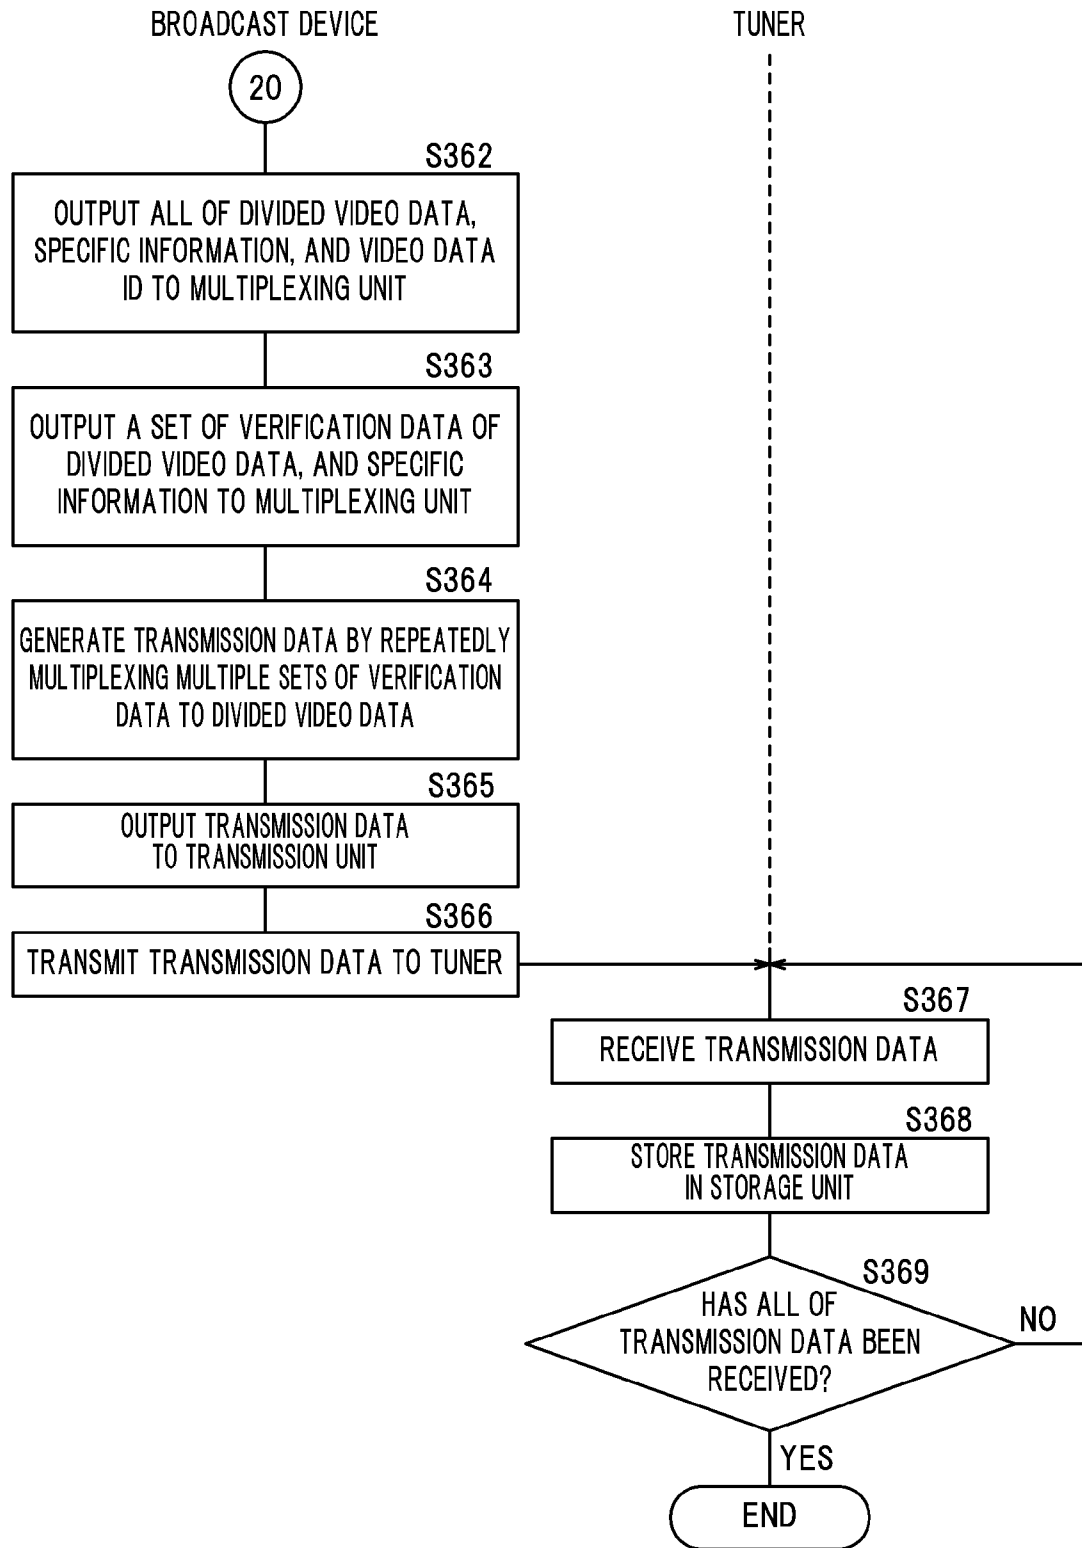 BROADCAST DEVICE
TUNER
20
S362
OUTPUT ALL OF DIVIDED VIDEO DATA,
SPECIFIC INFORMATION, AND VIDEO DATA
ID TO MULTIPLEXING UNIT
S363
OUTPUT A SET OF VERIFICATION DATA OF
DIVIDED VIDEO DATA, AND SPECIFIC
INFORMATION TO MULTIPLEXING UNIT
S364
GENERATE TRANSMISSION DATA BY REPEATEDLY
MULTIPLEXING MULTIPLE SETS OF VERIFICATION
DATA TO DIVIDED VIDEO DATA
S365
OUTPUT TRANSMISSION DATA
TO TRANSMISSION UNIT
S366
TRANSMIT TRANSMISSION DATA TO TUNER
S367
RECEIVE TRANSMISSION DATA
S368
STORE TRANSMISSION DATA
IN STORAGE UNIT
S369
HAS ALL OF
TRANSMISSION DATA BEEN
RECEIVED?
NO
YES
END